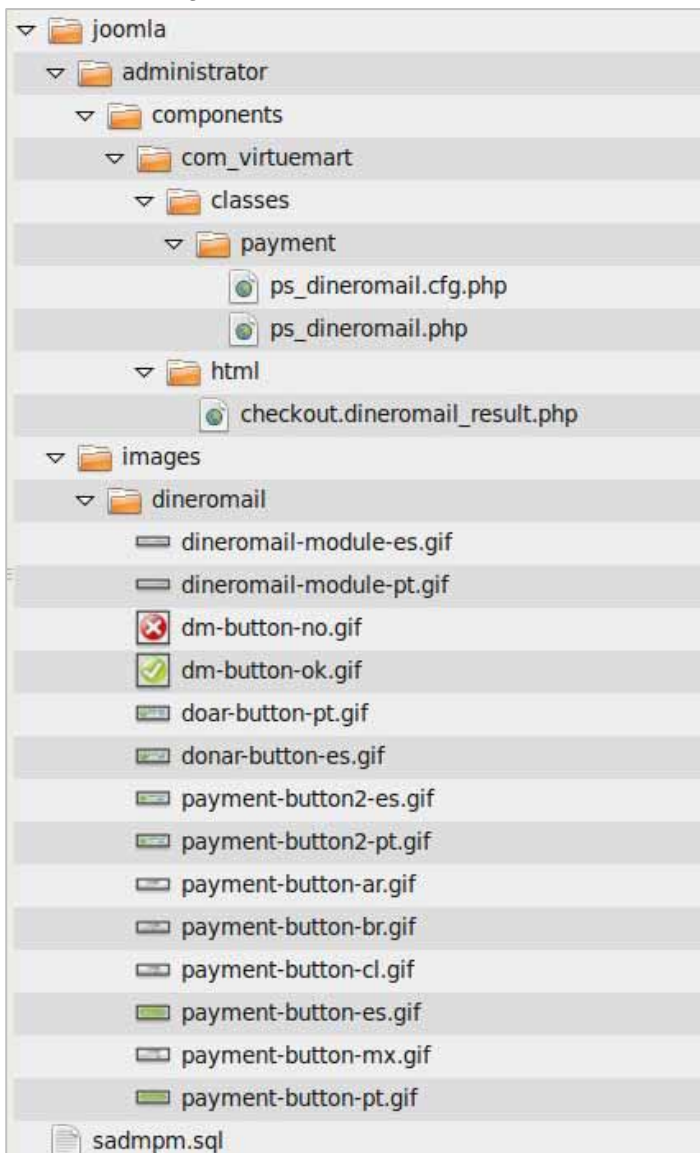 joomla
administrator
components
com_virtuemart
classes
payment
ps_dineromail.cfg.php
ps_dineromail.php
html
checkout.dineromail_result.php
images
dineromail
dineromail-module-es.gif
dineromail-module-pt.gif
dm-button-no.gif
dm-button-ok.gif
doar-button-pt.gif
donar-button-es.gif
payment-button2-es.gif
payment-button2-pt.gif
payment-button-ar.gif
payment-button-br.gif
payment-button-cl.gif
payment-button-es.gif
payment-button-mx.gif
payment-button-pt.gif
sadmpm.sql